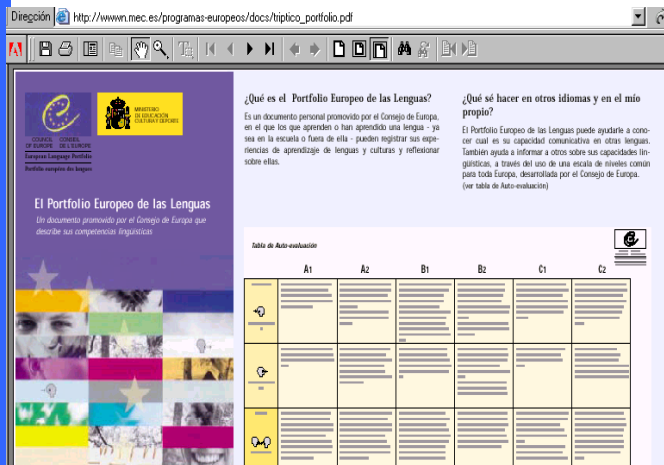 Dirección http://wwwn.mec.es/programas-europeos/docs/triptico_portfolio.pdf
COUNCIL OF EUROPE
CONSEIL DE L'EUROPE
European Language Portfolio
Portfolio européen des langues
MINISTERIO
DE EDUCACIÓN
CULTURA Y DEPORTE
El Portfolio Europeo de las Lenguas
Un documento promovido por el Consejo de Europa que
describe sus competencias lingüísticas
¿Qué es el Portfolio Europeo de las Lenguas?
Es un documento personal promovido por el Consejo de Europa,
en el que los que aprenden o han aprendido una lengua - ya
sea en la escuela o fuera de ella - pueden registrar sus expe-
riencias de aprendizaje de lenguas y culturas y reflexionar
sobre ellas.
¿Qué sé hacer en otros idiomas y en el mío
propio?
El Portfolio Europeo de las Lenguas puede ayudarle a cono-
cer cual es su capacidad comunicativa en otras lenguas.
También ayuda a informar a otros sobre sus capacidades lin-
güísticas, a través del uso de una escala de niveles común
para toda Europa, desarrollada por el Consejo de Europa.
(ver tabla de Auto-evaluación)
Tabla de Auto-evaluación
A1 A2 B1 B2 C1 C2